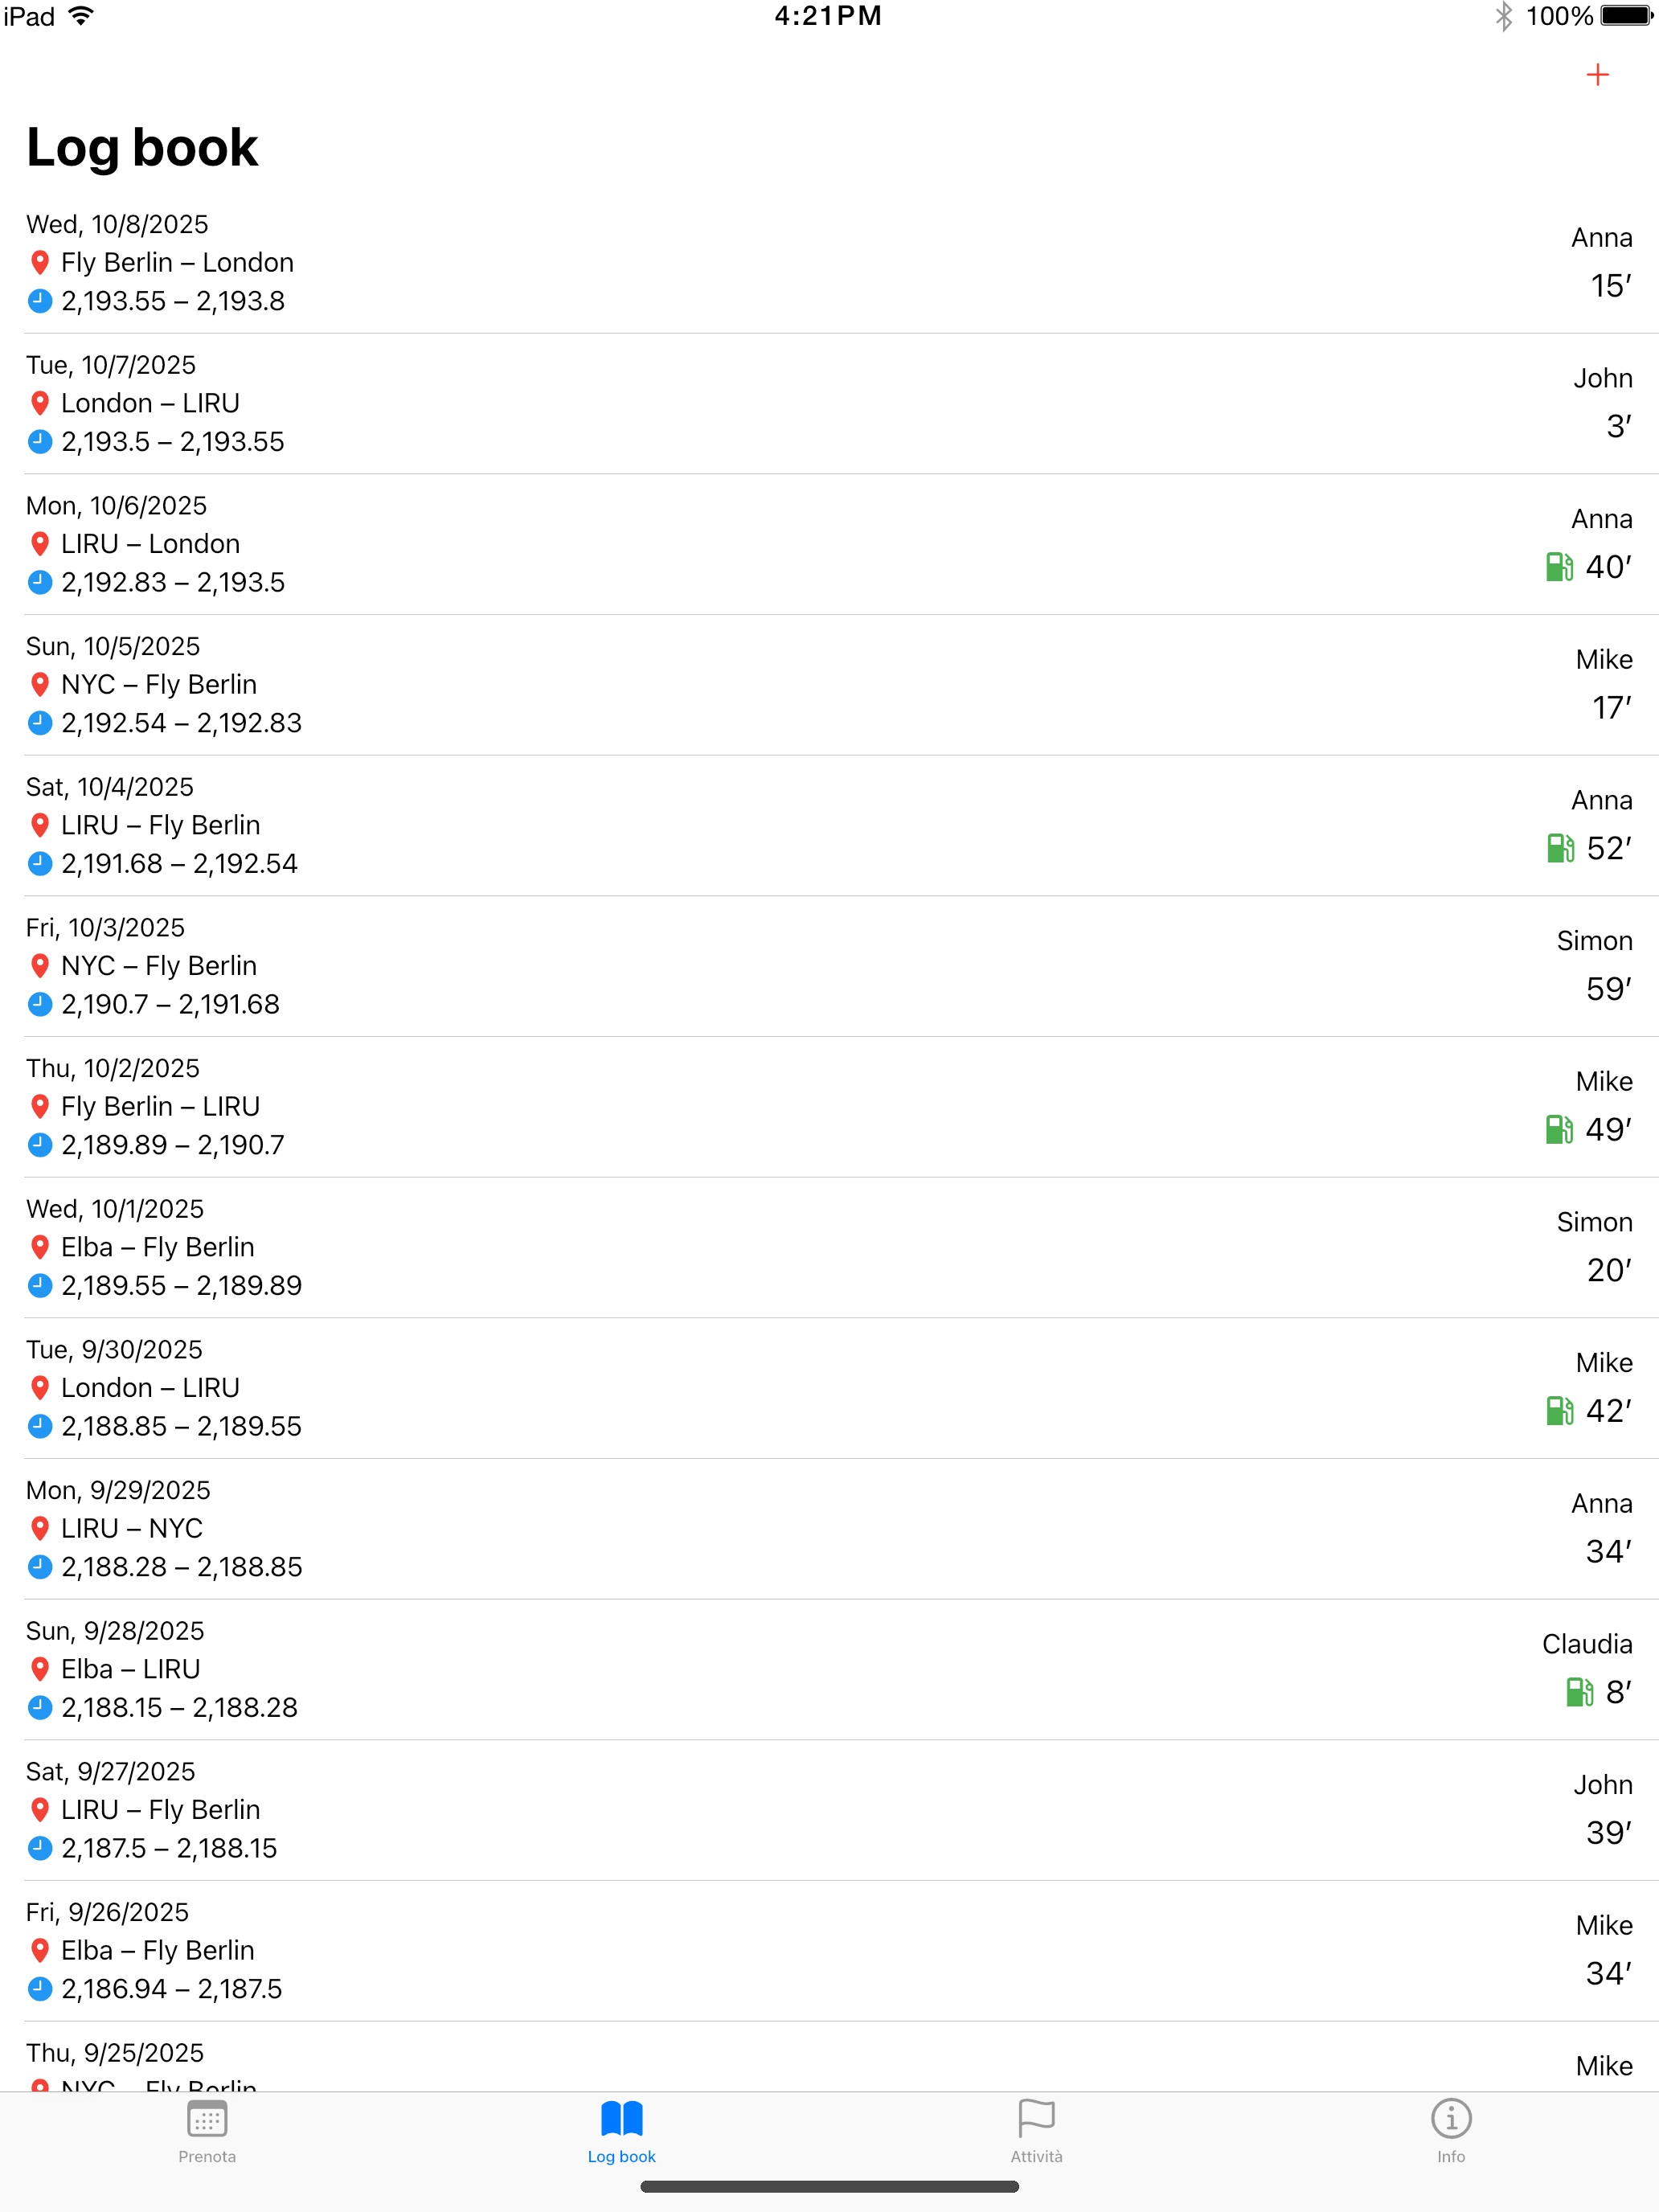 iPad 4:21PM 100%
Log book
Wed, 10/8/2025
Anna
Fly Berlin – London
15′
2,193.55 – 2,193.8
Tue, 10/7/2025
John
London – LIRU
3′
2,193.5 – 2,193.55
Mon, 10/6/2025
Anna
LIRU – London
40′
2,192.83 – 2,193.5
Sun, 10/5/2025
Mike
NYC – Fly Berlin
17′
2,192.54 – 2,192.83
Sat, 10/4/2025
Anna
LIRU – Fly Berlin
52′
2,191.68 – 2,192.54
Fri, 10/3/2025
Simon
NYC – Fly Berlin
59′
2,190.7 – 2,191.68
Thu, 10/2/2025
Mike
Fly Berlin – LIRU
49′
2,189.89 – 2,190.7
Wed, 10/1/2025
Simon
Elba – Fly Berlin
20′
2,189.55 – 2,189.89
Tue, 9/30/2025
Mike
London – LIRU
42′
2,188.85 – 2,189.55
Mon, 9/29/2025
Anna
LIRU – NYC
34′
2,188.28 – 2,188.85
Sun, 9/28/2025
Claudia
Elba – LIRU
8′
2,188.15 – 2,188.28
Sat, 9/27/2025
John
LIRU – Fly Berlin
39′
2,187.5 – 2,188.15
Fri, 9/26/2025
Mike
Elba – Fly Berlin
34′
2,186.94 – 2,187.5
Thu, 9/25/2025
Mike
NYC – Fly Berlin
Prenota
Log book
Attività
Info